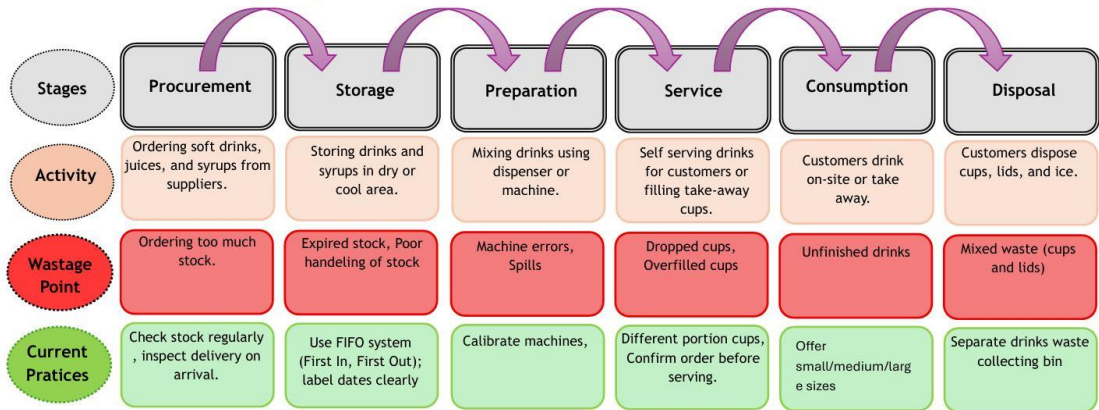 Stages
Procurement
Storage
Preparation
Service
Consumption
Disposal
Activity
Ordering soft drinks,
juices, and syrups from
suppliers.
Storing drinks and
syrups in dry or
cool area.
Mixing drinks using
dispenser or
machine.
Self serving drinks
for customers or
filling take-away
cups.
Customers drink
on-site or take
away.
Customers dispose
cups, lids, and ice.
Wastage
Point
Ordering too much
stock.
Expired stock, Poor
handeling of stock
Machine errors,
Spills
Dropped cups,
Overfilled cups
Unfinished drinks
Mixed waste (cups
and lids)
Current
Pratices
Check stock regularly
, inspect delivery on
arrival.
Use FIFO system
(First In, First Out);
label dates clearly
Calibrate machines,
Different portion cups,
Confirm order before
serving.
Offer
small/medium/larg
e sizes
Separate drinks waste
collecting bin